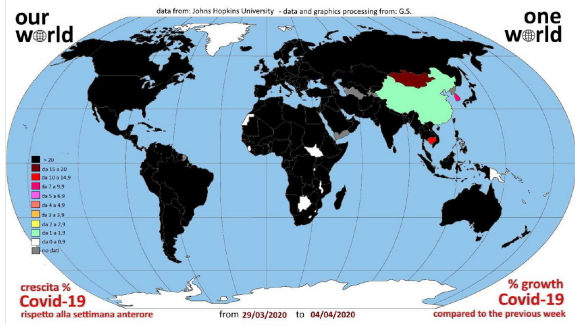 data from: Johns Hopkins University - data and graphics processing from: G.S.
our
world
one
world
> 20
da 15 a 20
da 10 a 14,9
da 7 a 9,9
da 5 a 6,9
da 4 a 4,9
da 3 a 3,9
da 2 a 2,9
da 1 a 1,9
da 0 a 0,9
no dati
crescita %
Covid-19
rispetto alla settimana anterore
from 29/03/2020 to 04/04/2020
% growth
Covid-19
compared to the previous week